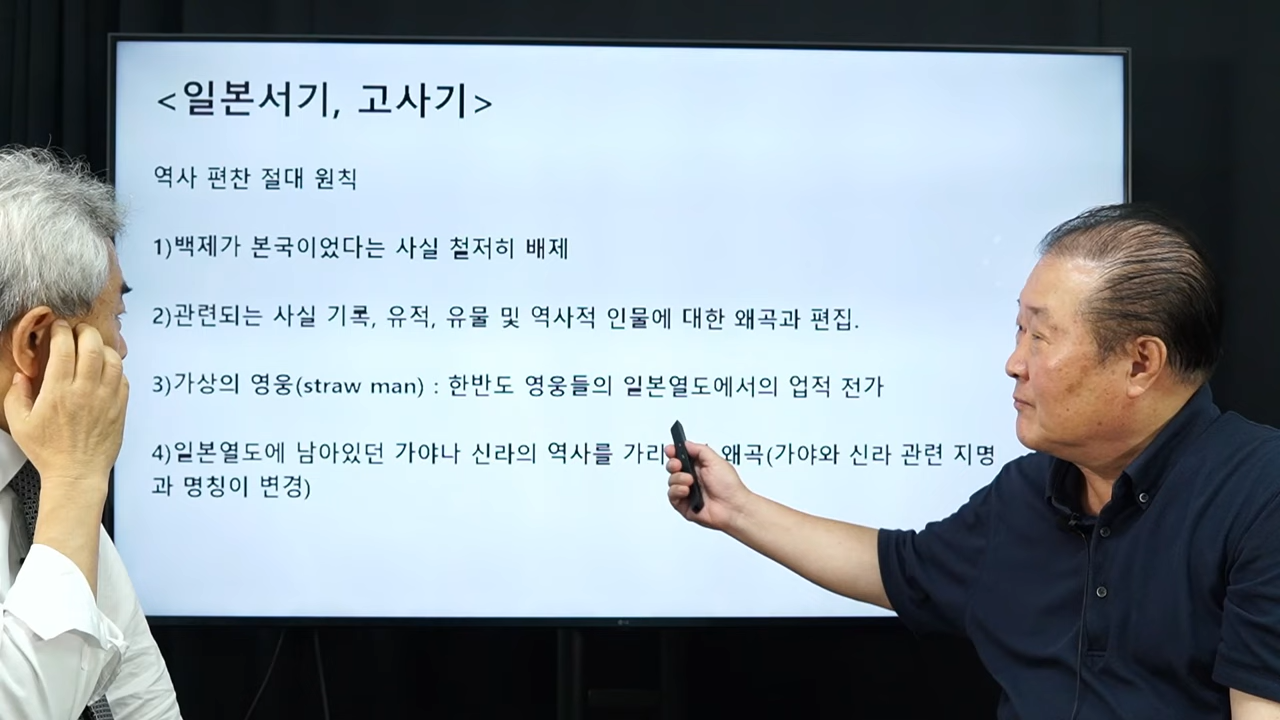 <일본서기, 고사기>
역사 편찬 절대 원칙
1)백제가 본국이었다는 사실 철저히 배제
2)관련되는 사실 기록, 유적, 유물 및 역사적 인물에 대한 왜곡과 편집.
3)가상의 영웅(straw man) : 한반도 영웅들의 일본열도에서의 업적 전가
4)일본열도에 남아있던 가야나 신라의 역사를 왜곡(가야와 신라 관련 지명
과 명칭이 변경)
LG